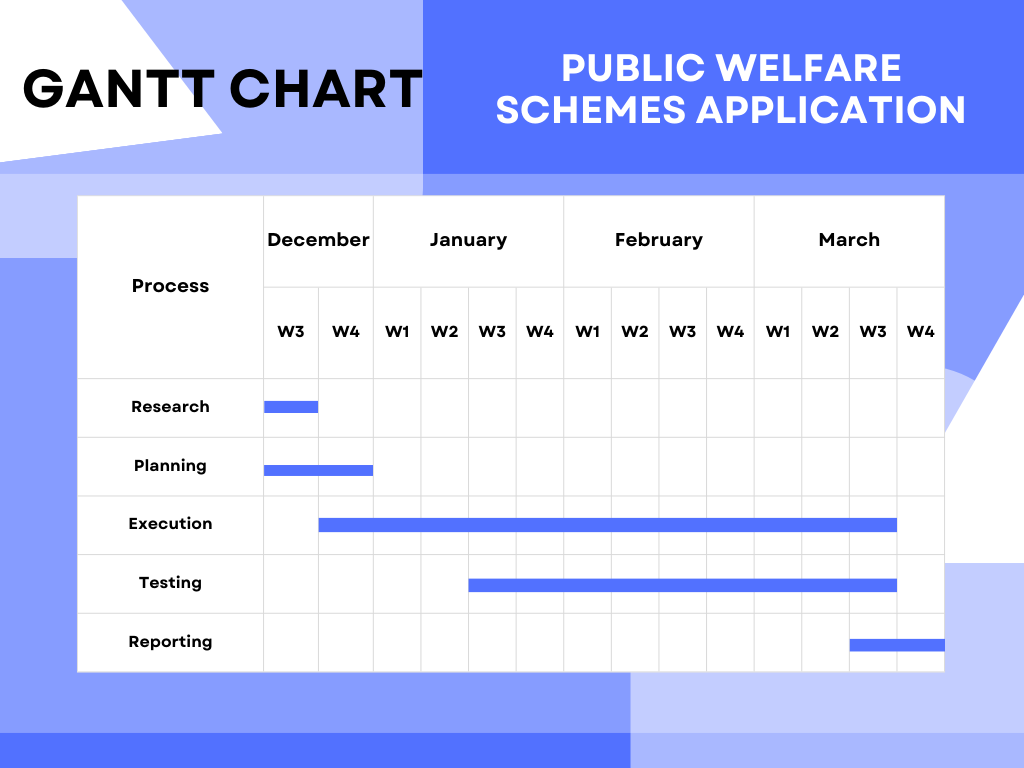 GANTT CHART
PUBLIC WELFARE
SCHEMES APPLICATION
Process
December January February March
W3 W4 W1 W2 W3 W4 W1 W2 W3 W4 W1 W2 W3 W4
Research
Planning
Execution
Testing
Reporting